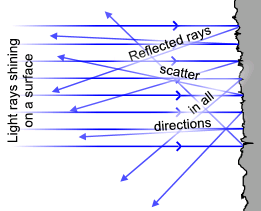 Light rays shining
on a surface
Reflected rays
scatter
in all
directions